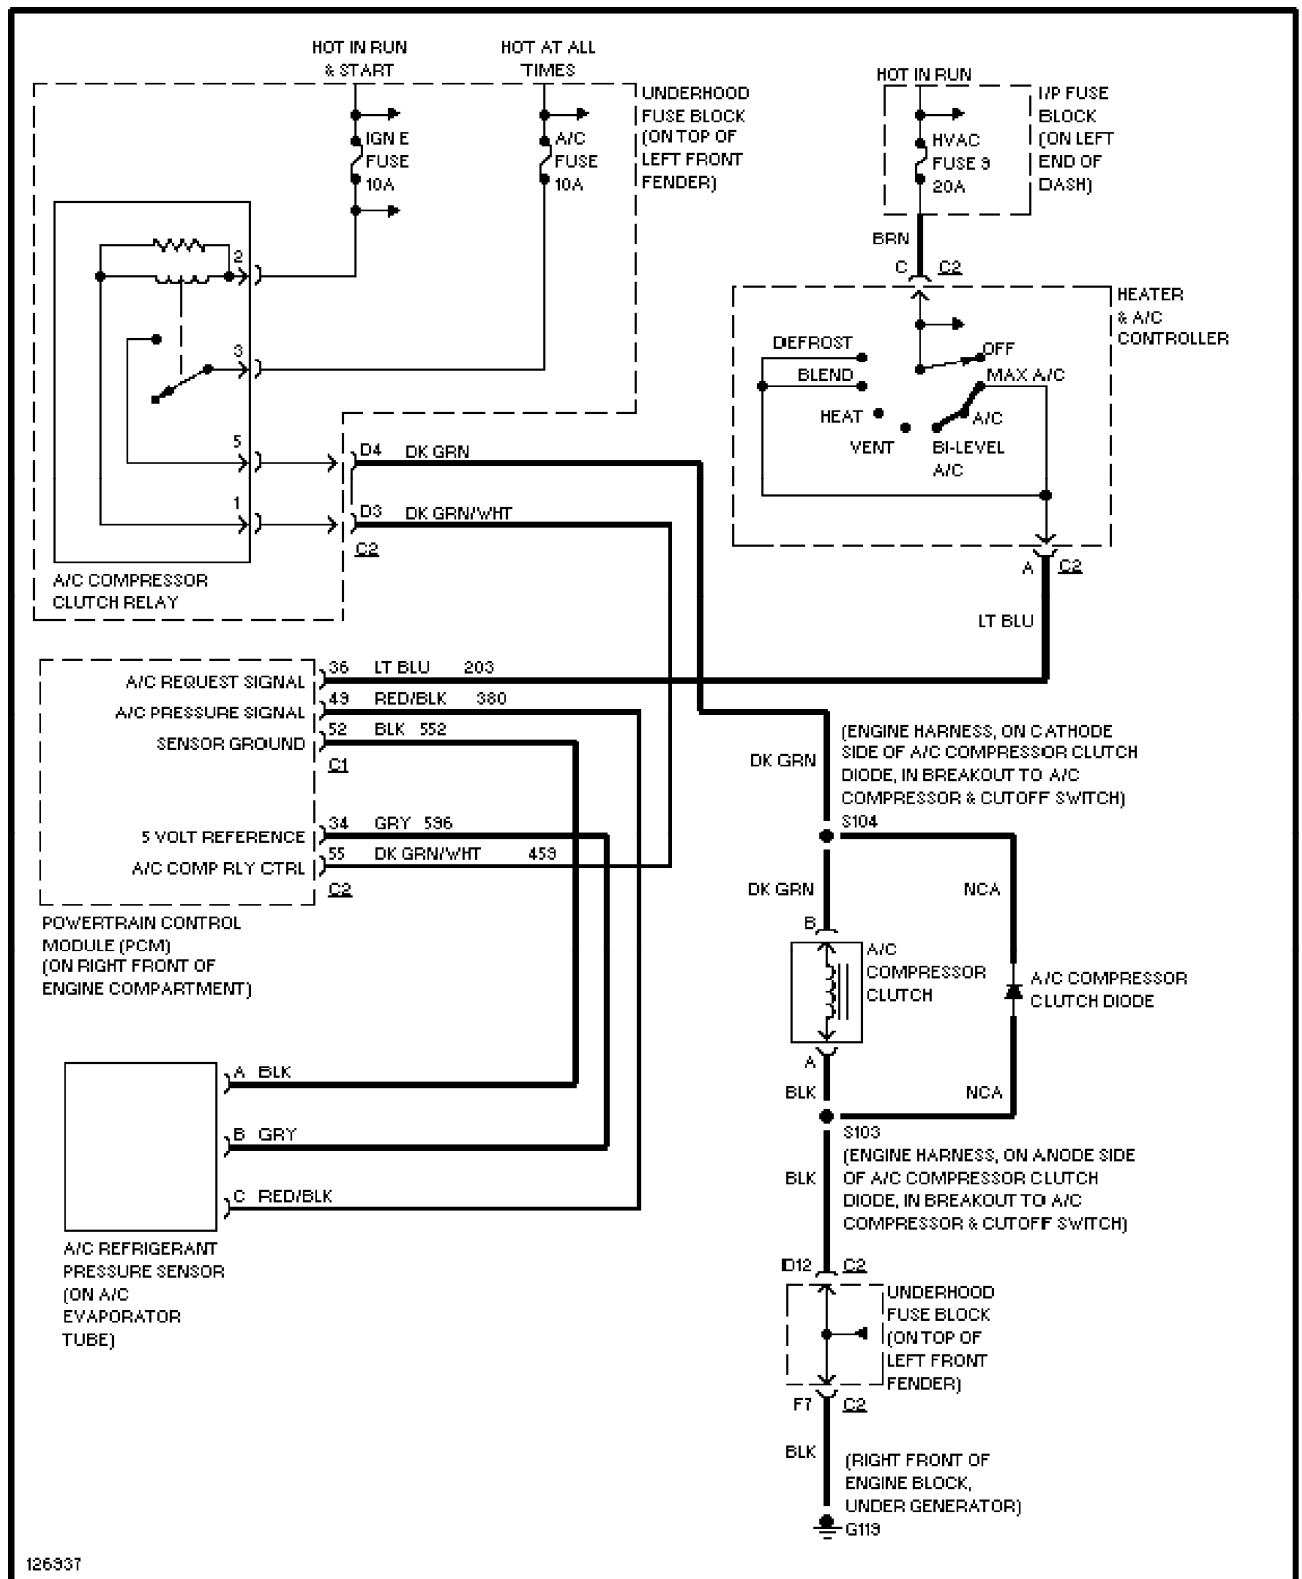 HOT IN RUN
& START
HOT AT ALL
TIMES
HOT IN RUN
UNDERHOOD
FUSE BLOCK
(ON TOP OF
LEFT FRONT
FENDER)
IGN E
FUSE
10A
A/C
FUSE
10A
HVAC
FUSE 9
20A
I/P FUSE
BLOCK
(ON LEFT
END OF
DASH)
BRN
C C2
2
3
5
1
D4 DK GRN
D3 DK GRN/WHT
C2
A/C COMPRESSOR
CLUTCH RELAY
HEATER
& A/C
CONTROLLER
DEFROST
BLEND
HEAT
VENT
OFF
MAX A/C
A/C
BI-LEVEL
A/C
A C2
LT BLU
A/C REQUEST SIGNAL 36 LT BLU 203
A/C PRESSURE SIGNAL 49 RED/BLK 380
SENSOR GROUND 52 BLK 552
C1
5 VOLT REFERENCE 34 GRY 596
A/C COMP RLY CTRL 55 DK GRN/WHT 459
C2
POWERTRAIN CONTROL
MODULE (PCM)
(ON RIGHT FRONT OF
ENGINE COMPARTMENT)
DK GRN
(ENGINE HARNESS, ON CATHODE
SIDE OF A/C COMPRESSOR CLUTCH
DIODE, IN BREAKOUT TO A/C
COMPRESSOR & CUTOFF SWITCH)
S104
DK GRN
NCA
B
A/C
COMPRESSOR
CLUTCH
A/C COMPRESSOR
CLUTCH DIODE
A
BLK
NCA
S103
(ENGINE HARNESS, ON ANODE SIDE
OF A/C COMPRESSOR CLUTCH
DIODE, IN BREAKOUT TO A/C
COMPRESSOR & CUTOFF SWITCH)
BLK
A BLK
B GRY
C RED/BLK
A/C REFRIGERANT
PRESSURE SENSOR
(ON A/C
EVAPORATOR
TUBE)
D12 C2
UNDERHOOD
FUSE BLOCK
(ON TOP OF
LEFT FRONT
FENDER)
F7 C2
BLK
(RIGHT FRONT OF
ENGINE BLOCK,
UNDER GENERATOR)
G119
126937